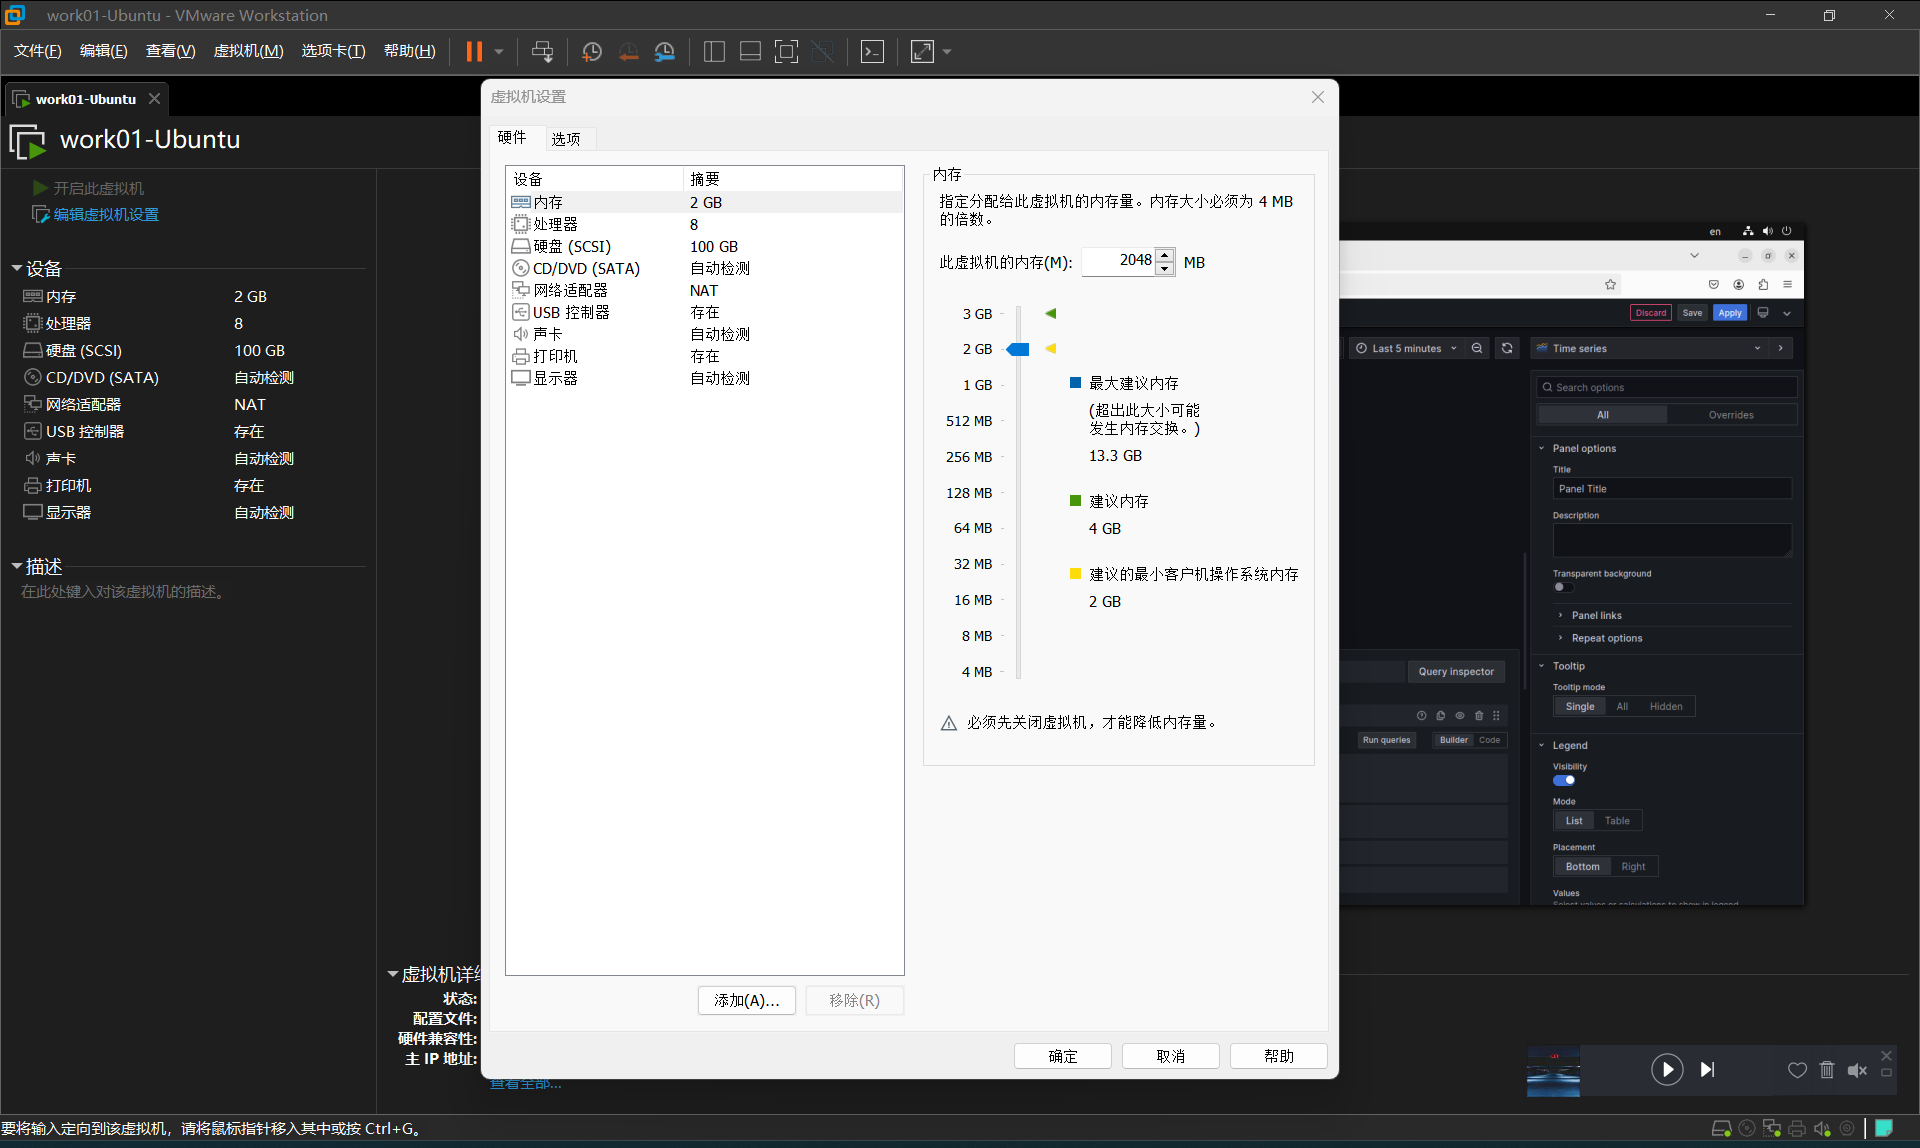 work01-Ubuntu - VMware Workstation
文件(F) 编辑(E) 查看(V) 虚拟机(M) 选项卡(T) 帮助(H)
work01-Ubuntu
work01-Ubuntu
开启此虚拟机
编辑虚拟机设置
设备
内存 2 GB
处理器 8
硬盘 (SCSI) 100 GB
CD/DVD (SATA) 自动检测
网络适配器 NAT
USB 控制器 存在
声卡 自动检测
打印机 存在
显示器 自动检测
描述
在此处键入对该虚拟机的描述。
虚拟机设置
硬件 选项
设备 摘要
内存 2 GB
处理器 8
硬盘 (SCSI) 100 GB
CD/DVD (SATA) 自动检测
网络适配器 NAT
USB 控制器 存在
声卡 自动检测
打印机 存在
显示器 自动检测
添加(A)... 移除(R)
内存
指定分配给此虚拟机的内存量。内存大小必须为 4 MB
的倍数。
此虚拟机的内存(M): 2048 MB
3 GB
2 GB
1 GB
512 MB
256 MB
128 MB
64 MB
32 MB
16 MB
8 MB
4 MB
最大建议内存
(超出此大小可能
发生内存交换。)
13.3 GB
建议内存
4 GB
建议的最小客户机操作系统内存
2 GB
必须先关闭虚拟机，才能降低内存量。
确定 取消 帮助
en
Discard Save Apply
Last 5 minutes
Time series
Search options
All Overrides
Panel options
Title
Panel Title
Description
Transparent background
Panel links
Repeat options
Tooltip
Tooltip mode
Single All Hidden
Legend
Visibility
Mode
List Table
Placement
Bottom Right
Values
Select values or calculations to show in legend
Query inspector
Run queries Builder Code
虚拟机详
状态:
配置文件:
硬件兼容性:
主 IP 地址:
查看全部...
要将输入定向到该虚拟机，请将鼠标指针移入其中或按 Ctrl+G。